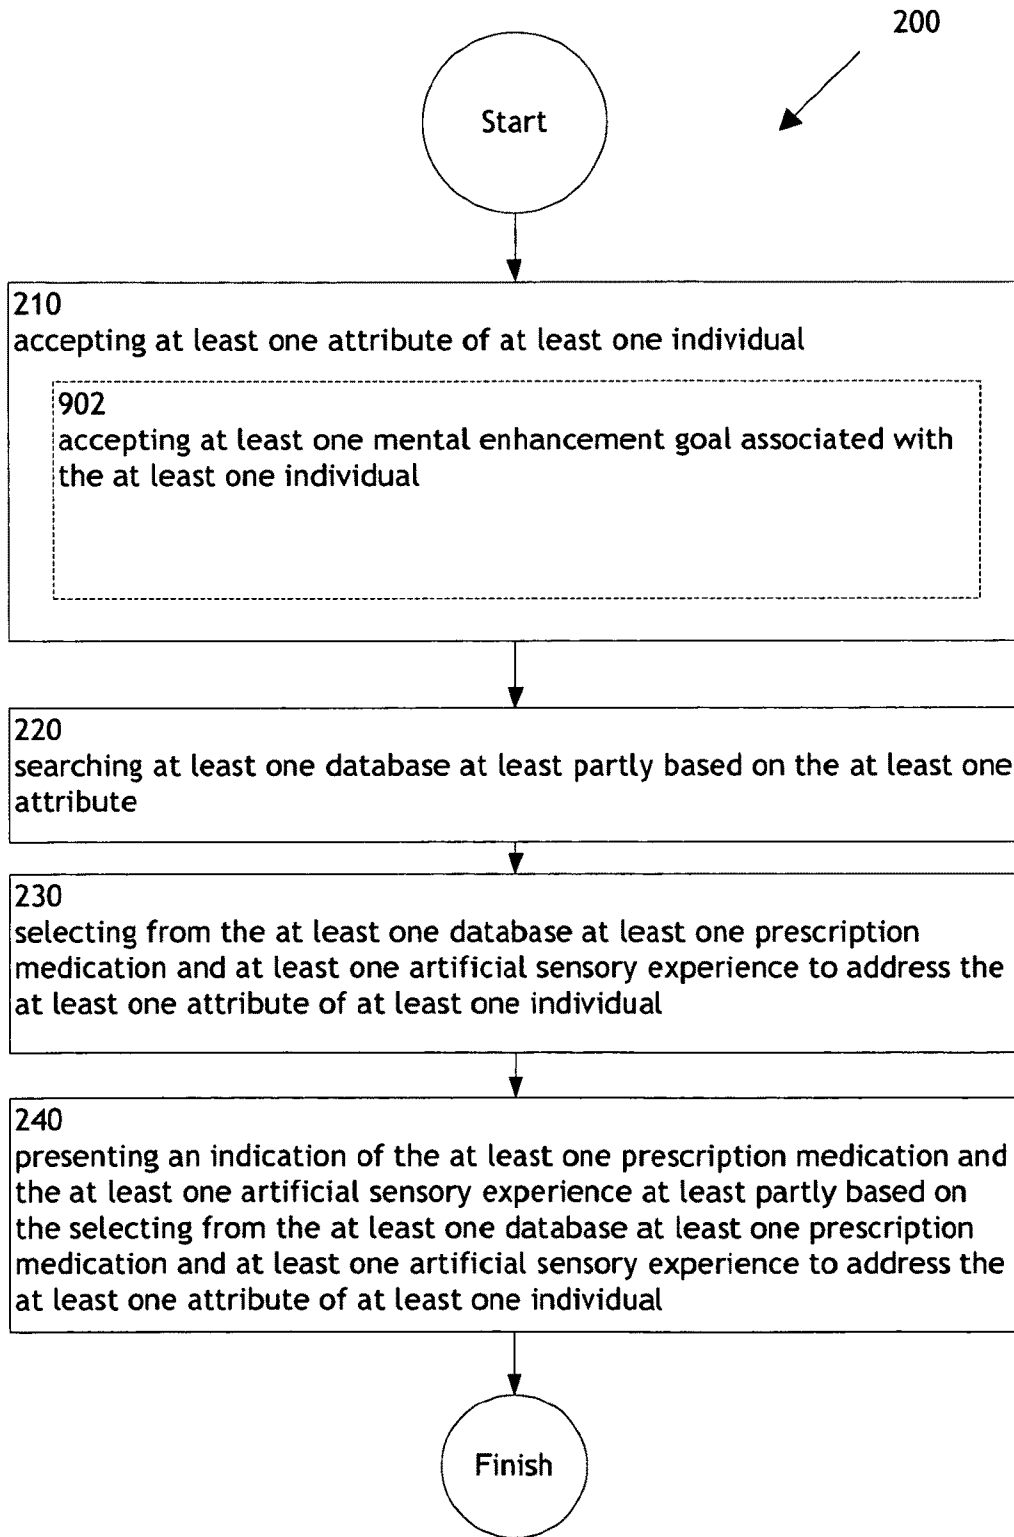 200
Start
210
accepting at least one attribute of at least one individual
902
accepting at least one mental enhancement goal associated with
the at least one individual
220
searching at least one database at least partly based on the at least one
attribute
230
selecting from the at least one database at least one prescription
medication and at least one artificial sensory experience to address the
at least one attribute of at least one individual
240
presenting an indication of the at least one prescription medication and
the at least one artificial sensory experience at least partly based on
the selecting from the at least one database at least one prescription
medication and at least one artificial sensory experience to address the
at least one attribute of at least one individual
Finish